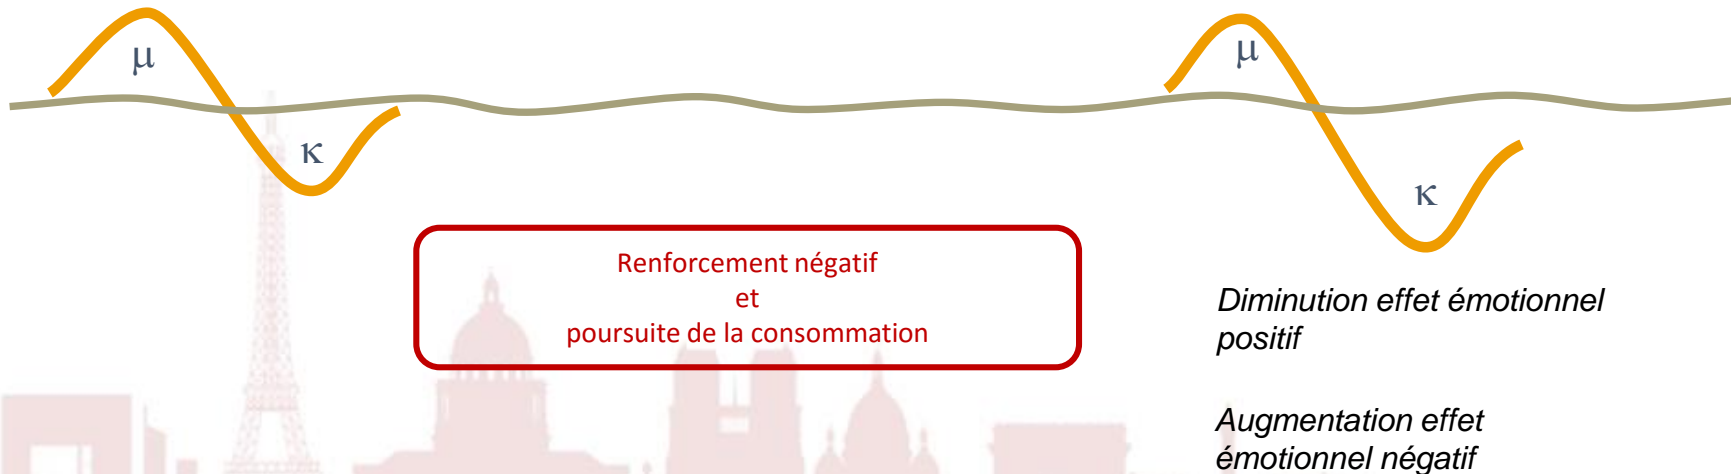 μ
κ
μ
κ
Renforcement négatif
et
poursuite de la consommation
Diminution effet émotionnel
positif
Augmentation effet
émotionnel négatif